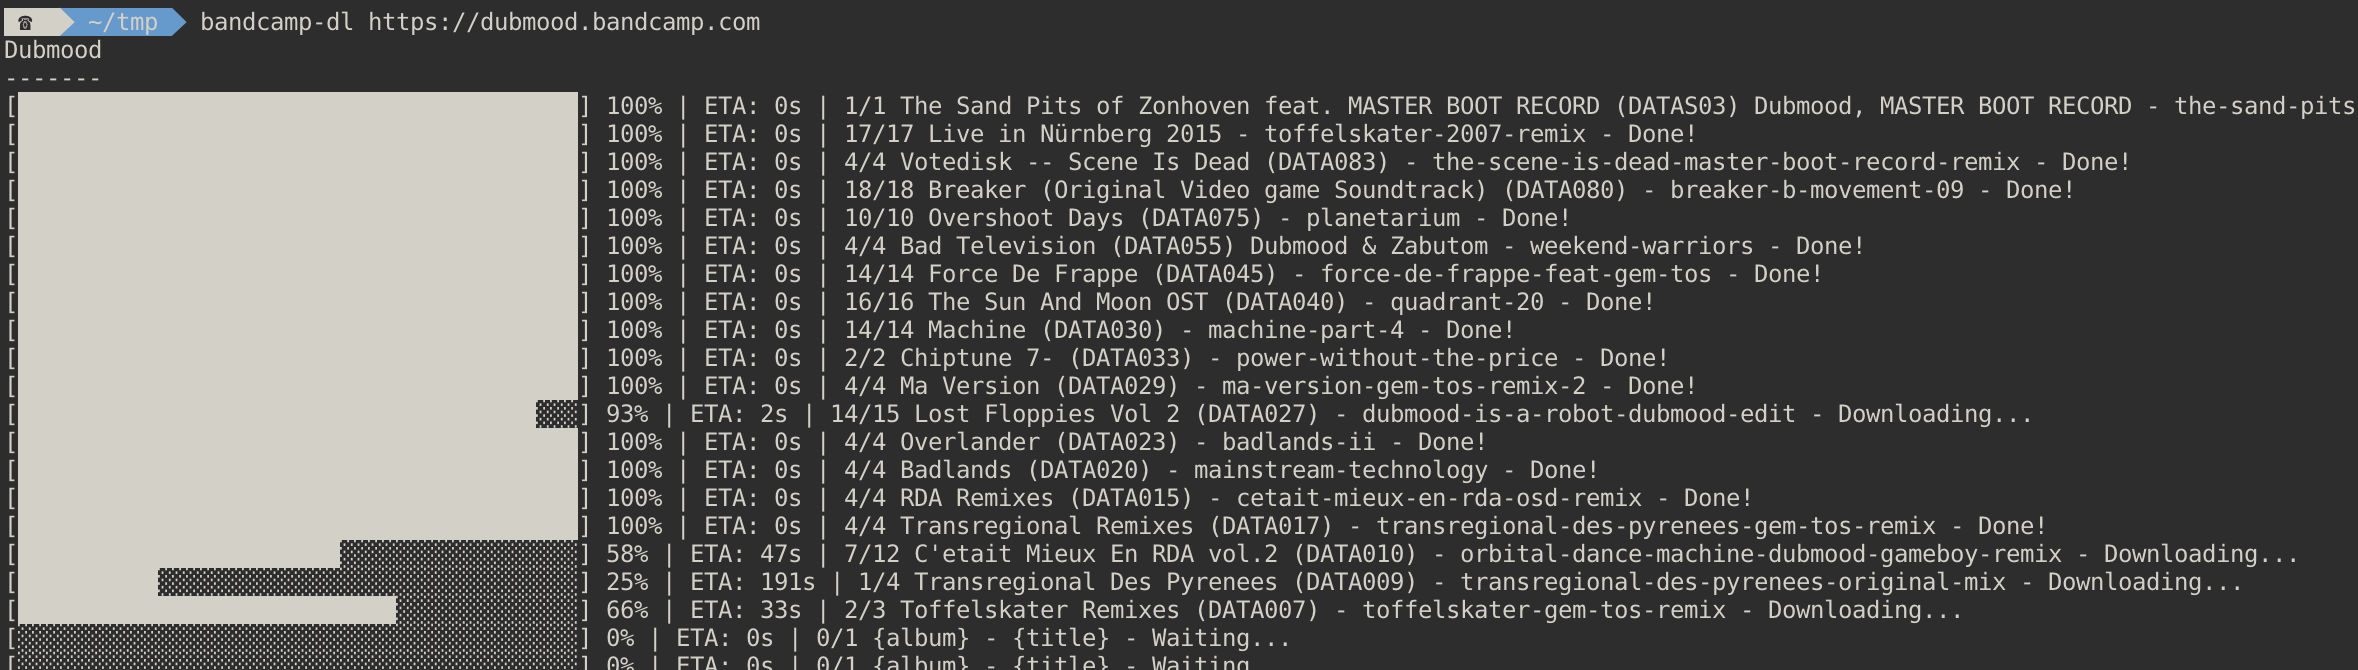 ☎ ~/tmp bandcamp-dl https://dubmood.bandcamp.com
Dubmood
-------
[] 100% | ETA: 0s | 1/1 The Sand Pits of Zonhoven feat. MASTER BOOT RECORD (DATAS03) Dubmood, MASTER BOOT RECORD - the-sand-pits
[] 100% | ETA: 0s | 17/17 Live in Nürnberg 2015 - toffelskater-2007-remix - Done!
[] 100% | ETA: 0s | 4/4 Votedisk -- Scene Is Dead (DATA083) - the-scene-is-dead-master-boot-record-remix - Done!
[] 100% | ETA: 0s | 18/18 Breaker (Original Video game Soundtrack) (DATA080) - breaker-b-movement-09 - Done!
[] 100% | ETA: 0s | 10/10 Overshoot Days (DATA075) - planetarium - Done!
[] 100% | ETA: 0s | 4/4 Bad Television (DATA055) Dubmood & Zabutom - weekend-warriors - Done!
[] 100% | ETA: 0s | 14/14 Force De Frappe (DATA045) - force-de-frappe-feat-gem-tos - Done!
[] 100% | ETA: 0s | 16/16 The Sun And Moon OST (DATA040) - quadrant-20 - Done!
[] 100% | ETA: 0s | 14/14 Machine (DATA030) - machine-part-4 - Done!
[] 100% | ETA: 0s | 2/2 Chiptune 7- (DATA033) - power-without-the-price - Done!
[] 100% | ETA: 0s | 4/4 Ma Version (DATA029) - ma-version-gem-tos-remix-2 - Done!
[] 93% | ETA: 2s | 14/15 Lost Floppies Vol 2 (DATA027) - dubmood-is-a-robot-dubmood-edit - Downloading...
[] 100% | ETA: 0s | 4/4 Overlander (DATA023) - badlands-ii - Done!
[] 100% | ETA: 0s | 4/4 Badlands (DATA020) - mainstream-technology - Done!
[] 100% | ETA: 0s | 4/4 RDA Remixes (DATA015) - cetait-mieux-en-rda-osd-remix - Done!
[] 100% | ETA: 0s | 4/4 Transregional Remixes (DATA017) - transregional-des-pyrenees-gem-tos-remix - Done!
[] 58% | ETA: 47s | 7/12 C'etait Mieux En RDA vol.2 (DATA010) - orbital-dance-machine-dubmood-gameboy-remix - Downloading...
[] 25% | ETA: 191s | 1/4 Transregional Des Pyrenees (DATA009) - transregional-des-pyrenees-original-mix - Downloading...
[] 66% | ETA: 33s | 2/3 Toffelskater Remixes (DATA007) - toffelskater-gem-tos-remix - Downloading...
[] 0% | ETA: 0s | 0/1 {album} - {title} - Waiting...
[] 0% | ETA: 0s | 0/1 {album} - {title} - Waiting